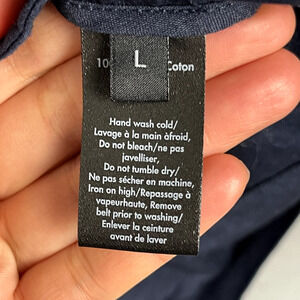 L
10
Coton
Hand wash cold/
Lavage à la main àfroid,
Do not bleach/ne pas
javelliser,
Do not tumble dry/
Ne pas sécher en machine,
Iron on high/Repassage à
vapeurhaute, Remove
belt prior to washing/
Enlever la ceinture
avant de laver